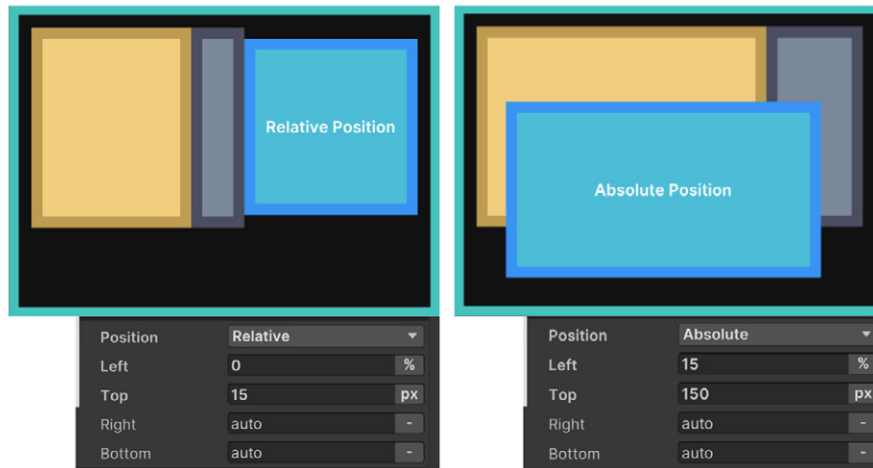 Relative Position
Absolute Position
Position Relative
Left 0 %
Top 15 px
Right auto -
Bottom auto -
Position Absolute
Left 15 %
Top 150 px
Right auto -
Bottom auto -